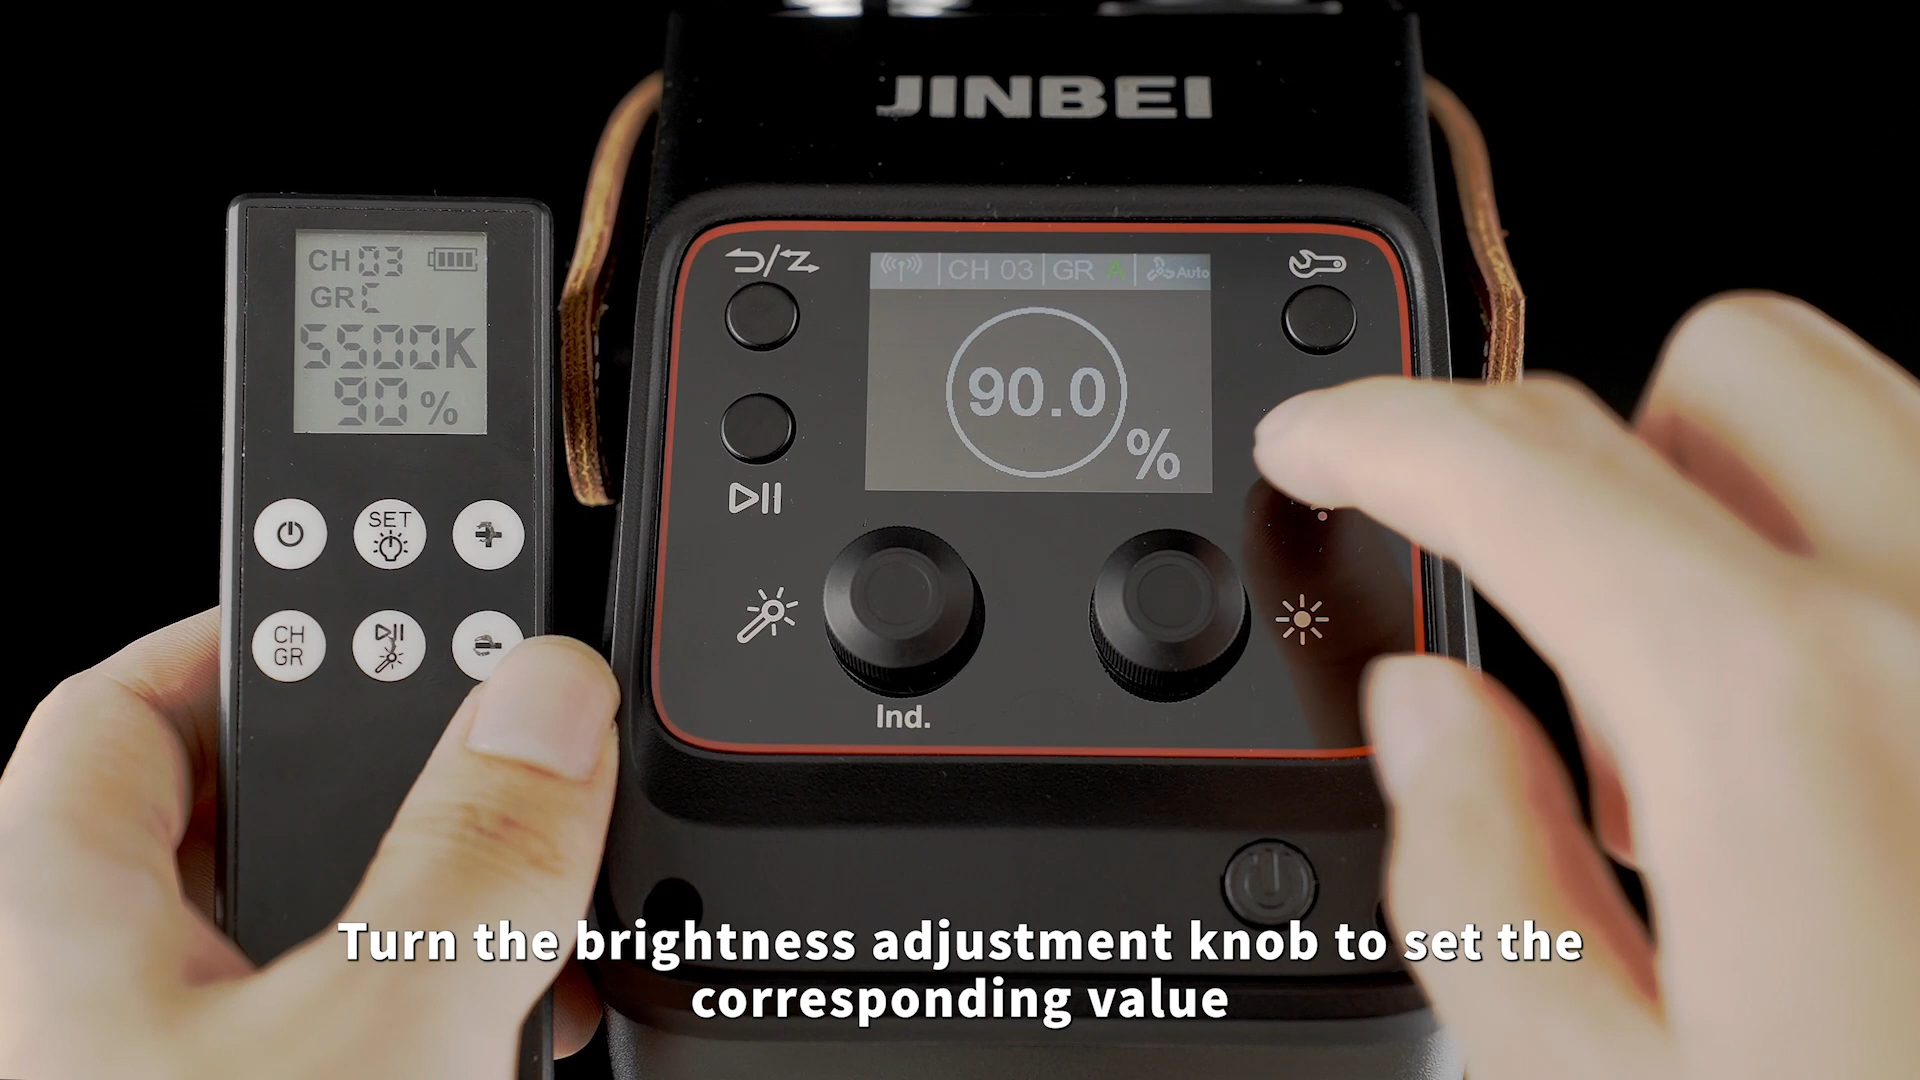 JINBEI
CH 03
GR C
5500K
90 %
SET
CH
GR
CH 03 GR A Auto
90.0
%
Ind.
Turn the brightness adjustment knob to set the
corresponding value